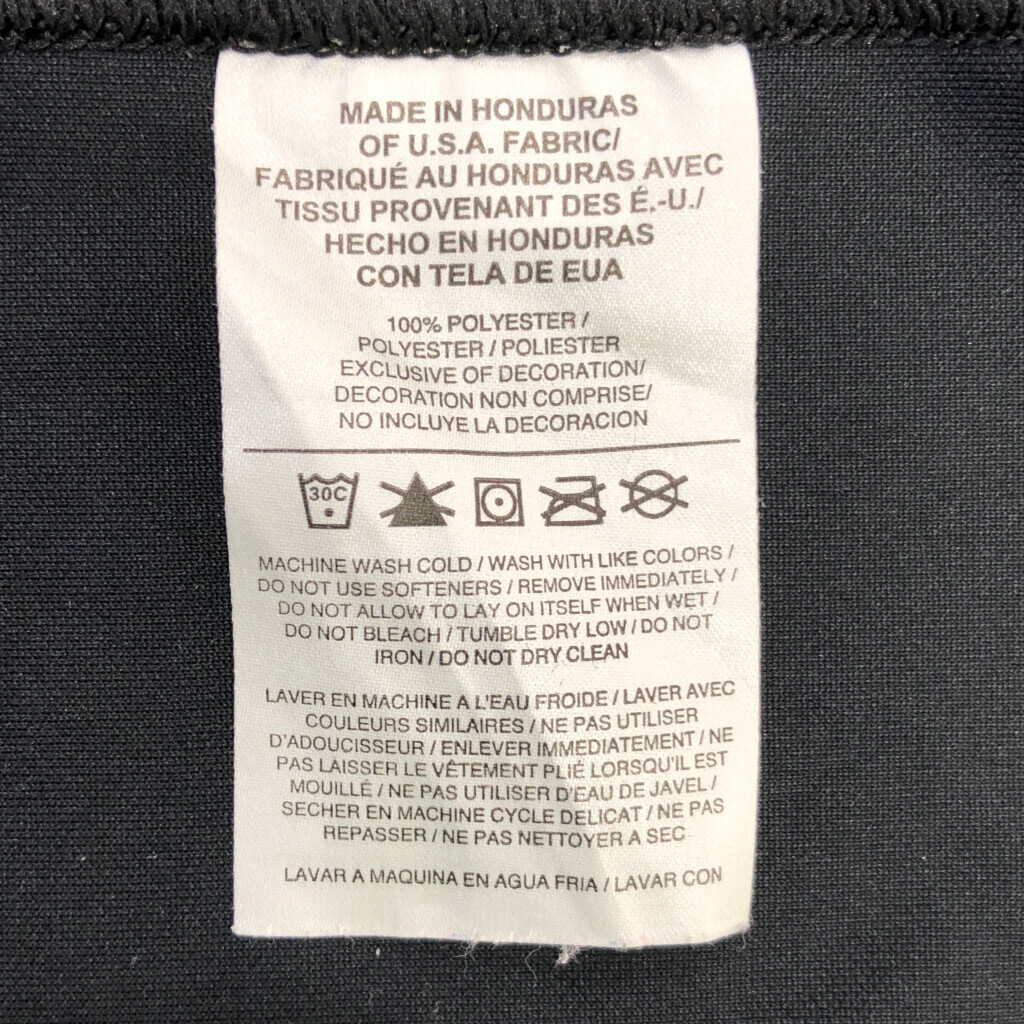 MADE IN HONDURAS
OF U.S.A. FABRIC/
FABRIQUÉ AU HONDURAS AVEC
TISSU PROVENANT DES É.-U./
HECHO EN HONDURAS
CON TELA DE EUA
100% POLYESTER /
POLYESTER / POLIESTER
EXCLUSIVE OF DECORATION/
DECORATION NON COMPRISE/
NO INCLUYE LA DECORACION
30C
MACHINE WASH COLD / WASH WITH LIKE COLORS /
DO NOT USE SOFTENERS / REMOVE IMMEDIATELY /
DO NOT ALLOW TO LAY ON ITSELF WHEN WET /
DO NOT BLEACH / TUMBLE DRY LOW / DO NOT
IRON / DO NOT DRY CLEAN
LAVER EN MACHINE A L'EAU FROIDE / LAVER AVEC
COULEURS SIMILAIRES / NE PAS UTILISER
D'ADOUCISSEUR / ENLEVER IMMEDIATEMENT / NE
PAS LAISSER LE VÊTEMENT PLIÉ LORSQU'IL EST
MOUILLÉ / NE PAS UTILISER D'EAU DE JAVEL /
SECHER EN MACHINE CYCLE DELICAT / NE PAS
REPASSER / NE PAS NETTOYER A SEC
LAVAR A MAQUINA EN AGUA FRIA / LAVAR CON